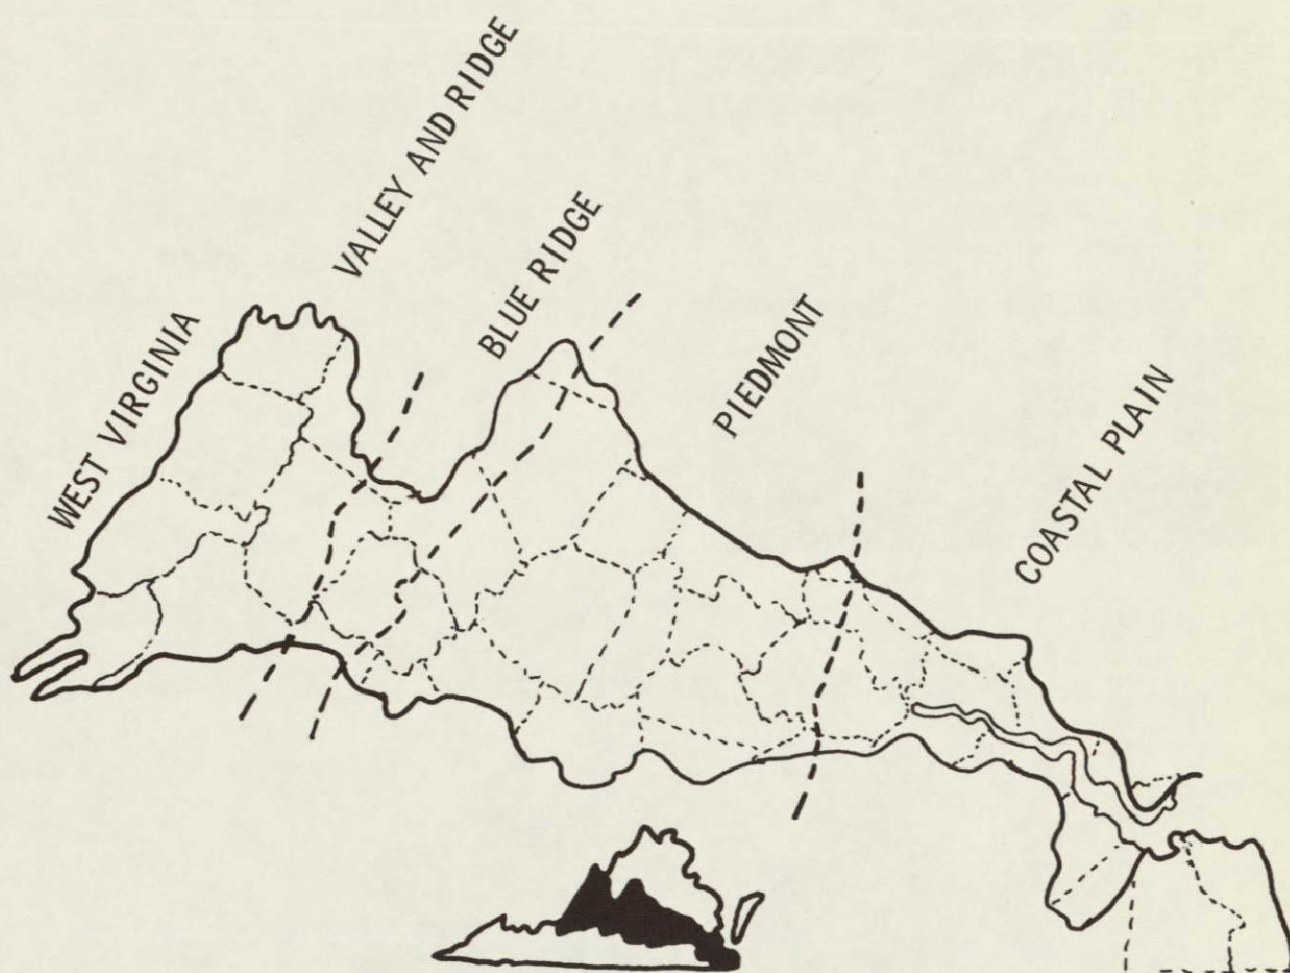 WEST VIRGINIA
VALLEY AND RIDGE
BLUE RIDGE
PIEDMONT
COASTAL PLAIN